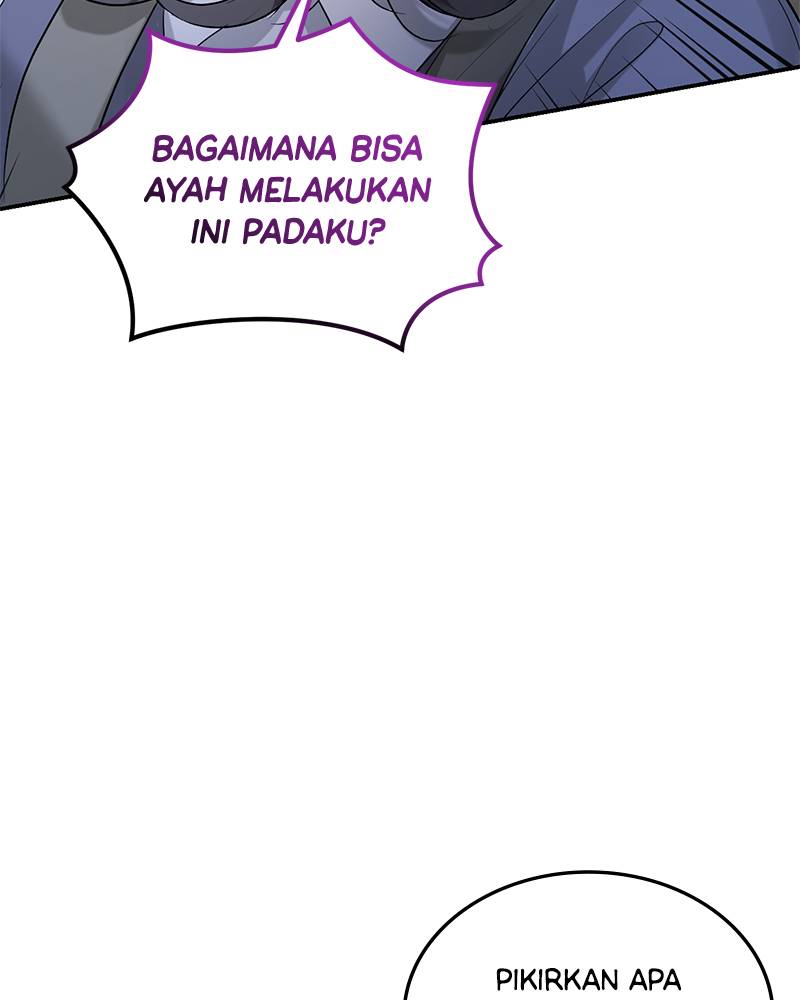 BAGAIMANA BISA
AYAH MELAKUKAN
INI PADAKU?
PIKIRKAN APA